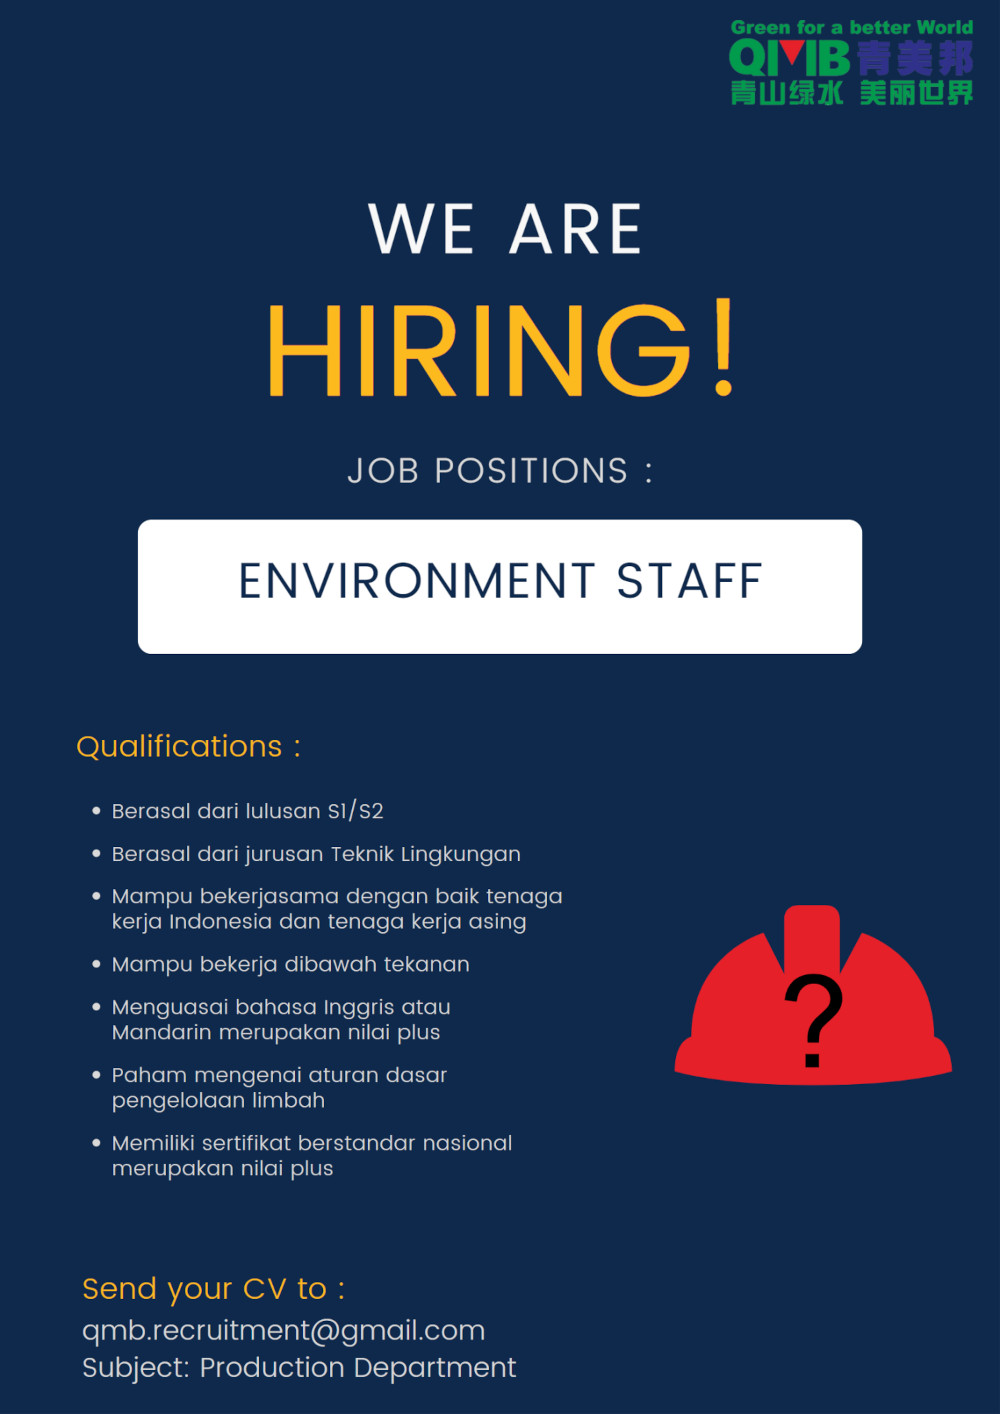 Green for a better World
QMB 青美邦
青山绿水 美丽世界
WE ARE
HIRING!
JOB POSITIONS :
ENVIRONMENT STAFF
Qualifications :
• Berasal dari lulusan S1/S2
• Berasal dari jurusan Teknik Lingkungan
• Mampu bekerjasama dengan baik tenaga
kerja Indonesia dan tenaga kerja asing
• Mampu bekerja dibawah tekanan
• Menguasai bahasa Inggris atau
Mandarin merupakan nilai plus
• Paham mengenai aturan dasar
pengelolaan limbah
• Memiliki sertifikat berstandar nasional
merupakan nilai plus
?
Send your CV to :
qmb.recruitment@gmail.com
Subject: Production Department